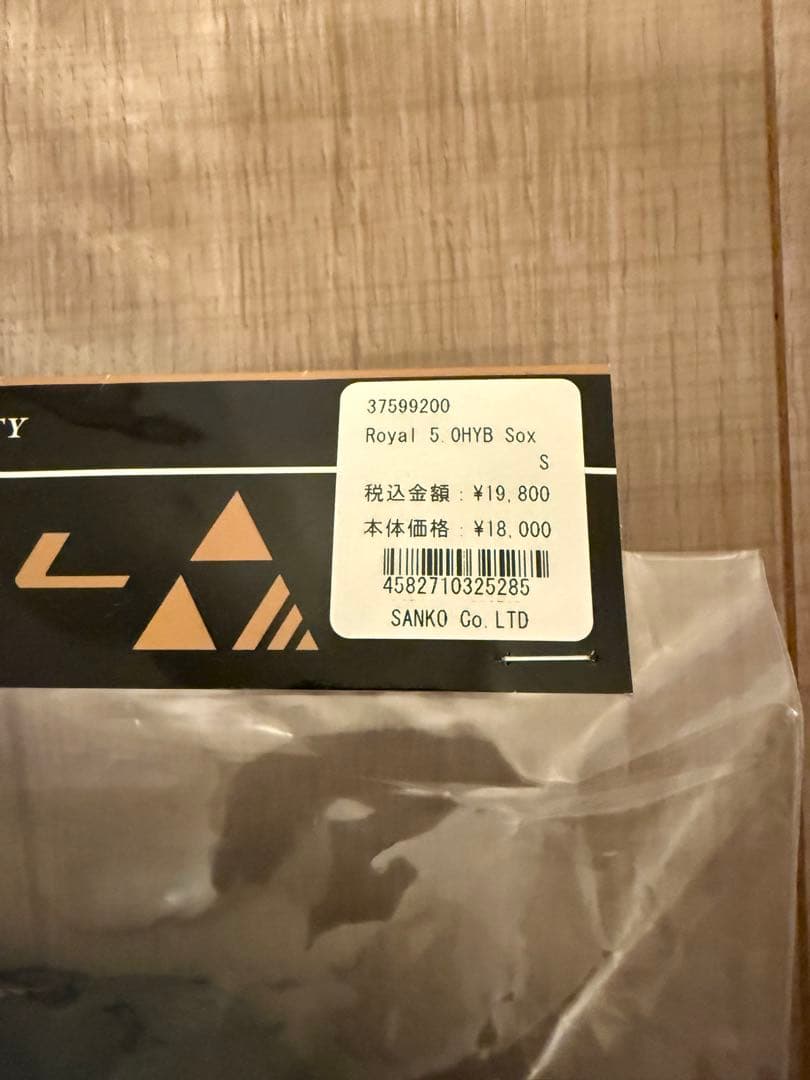 TY
37599200
Royal 5.0HYB Sox
S
税込金額：¥19,800
本体価格：¥18,000
4582710325285
SANKO Co.LTD